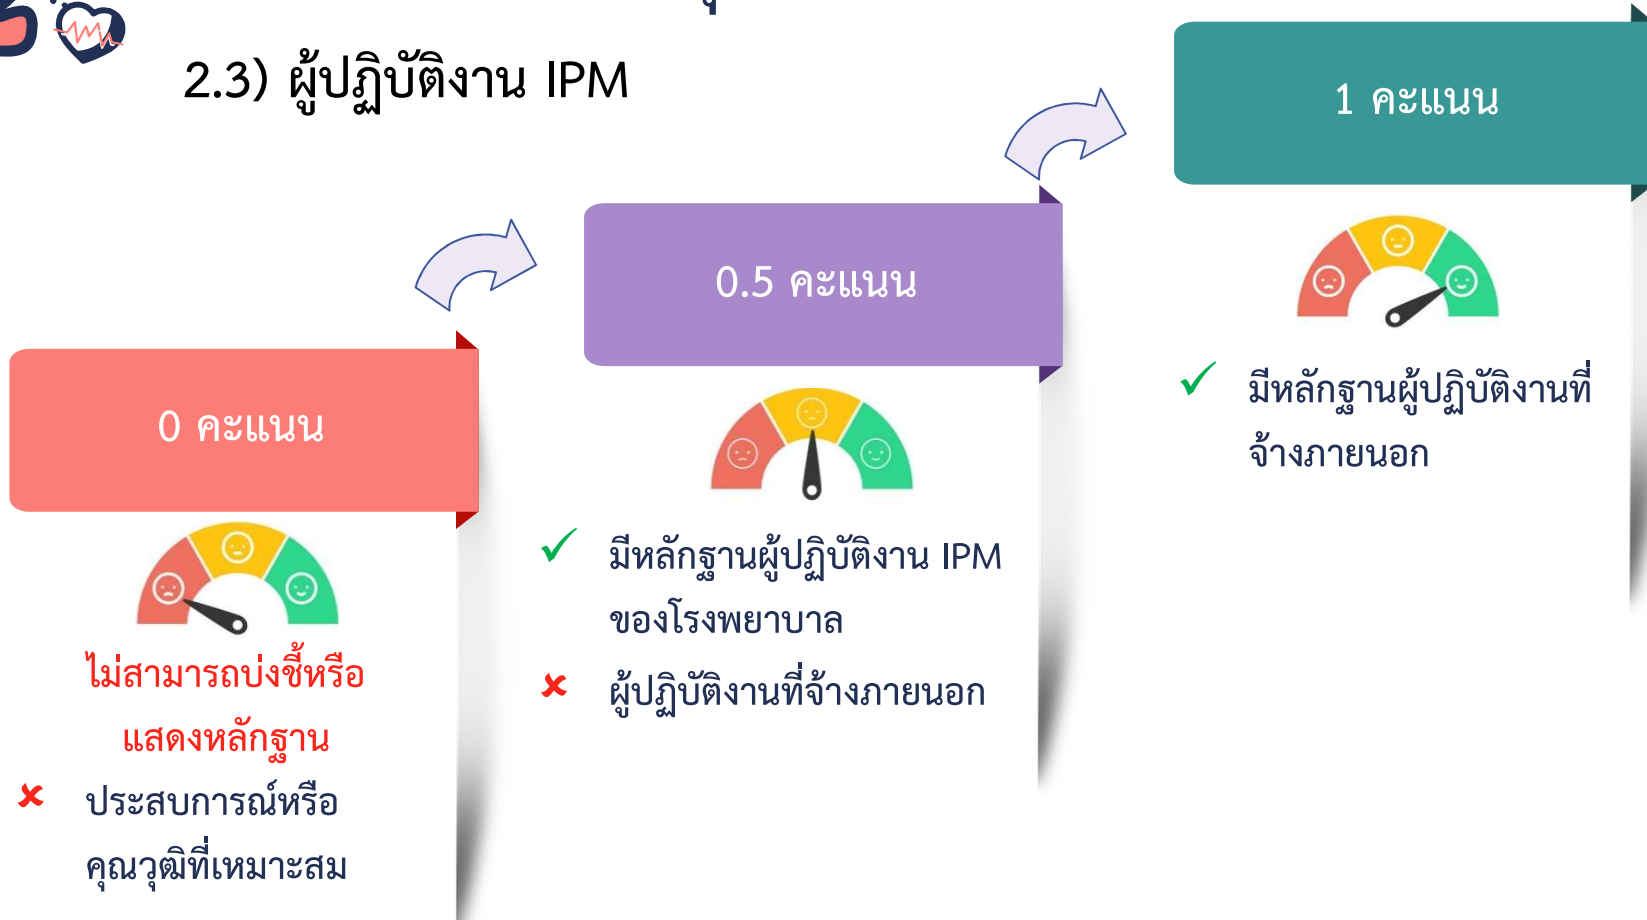 2.3) ผู้ปฏิบัติงาน IPM
0 คะแนน
ไม่สามารถบ่งชี้หรือ
แสดงหลักฐาน
✘ ประสบการณ์หรือ
คุณวุฒิที่เหมาะสม
0.5 คะแนน
✓ มีหลักฐานผู้ปฏิบัติงาน IPM
ของโรงพยาบาล
✘ ผู้ปฏิบัติงานที่จ้างภายนอก
1 คะแนน
✓ มีหลักฐานผู้ปฏิบัติงานที่
จ้างภายนอก